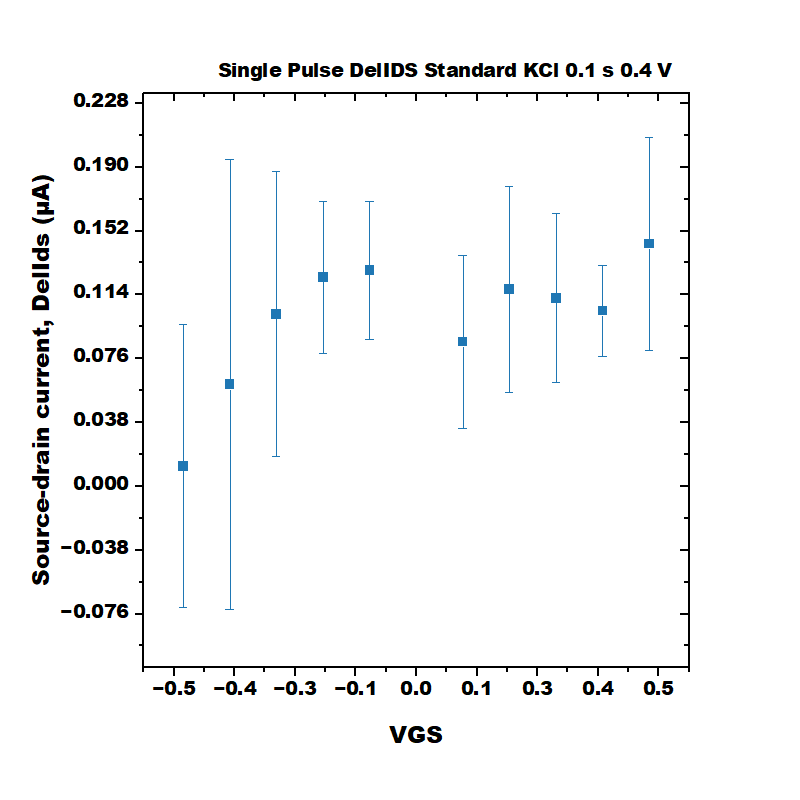 Single Pulse DelIDS Standard KCl 0.1 s 0.4 V
0.228
0.190
0.152
0.114
0.076
0.038
0.000
−0.038
−0.076
Source-drain current, DelIds (µA)
−0.5 −0.4 −0.3 −0.1 0.0 0.1 0.3 0.4 0.5
VGS